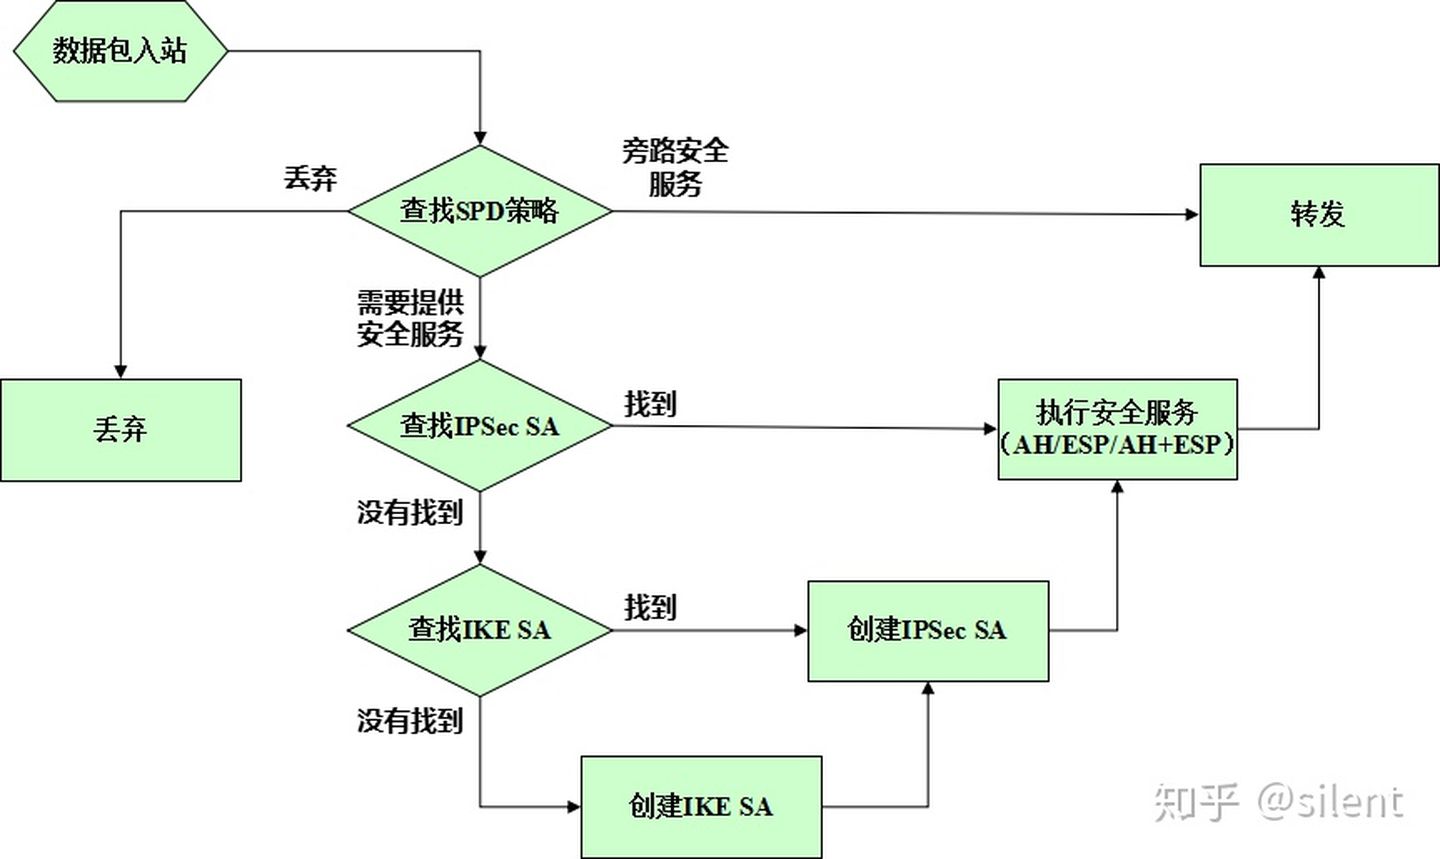 数据包入站
丢弃
旁路安全
服务
查找SPD策略
转发
需要提供
安全服务
丢弃
查找IPSec SA
找到
执行安全服务
（AH/ESP/AH+ESP）
没有找到
查找IKE SA
找到
创建IPSec SA
没有找到
创建IKE SA
知乎 @silent